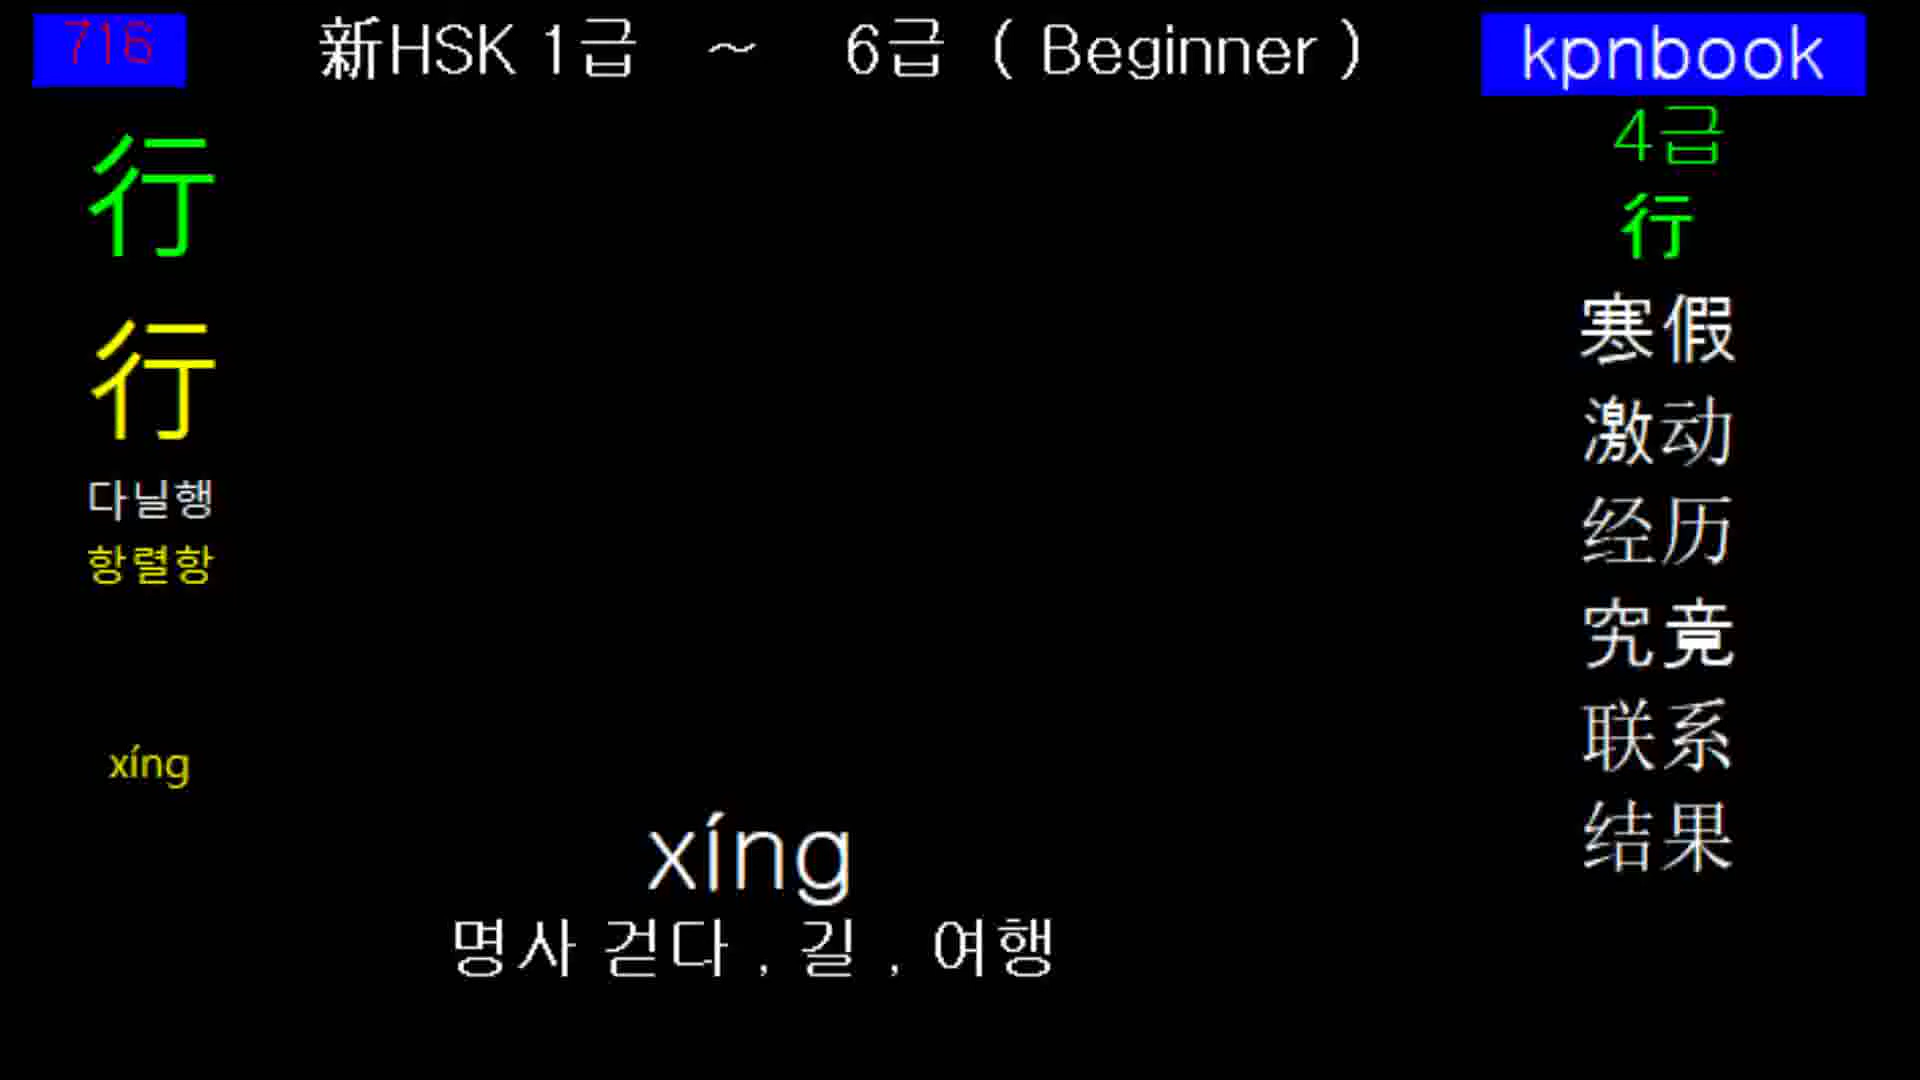 716
新HSK 1급 ~ 6급 ( Beginner )
kpnbook
行
行
다닐행
항렬항
xíng
xíng
명사 걷다 , 길 , 여행
4급
行
寒假
激动
经历
究竟
联系
结果